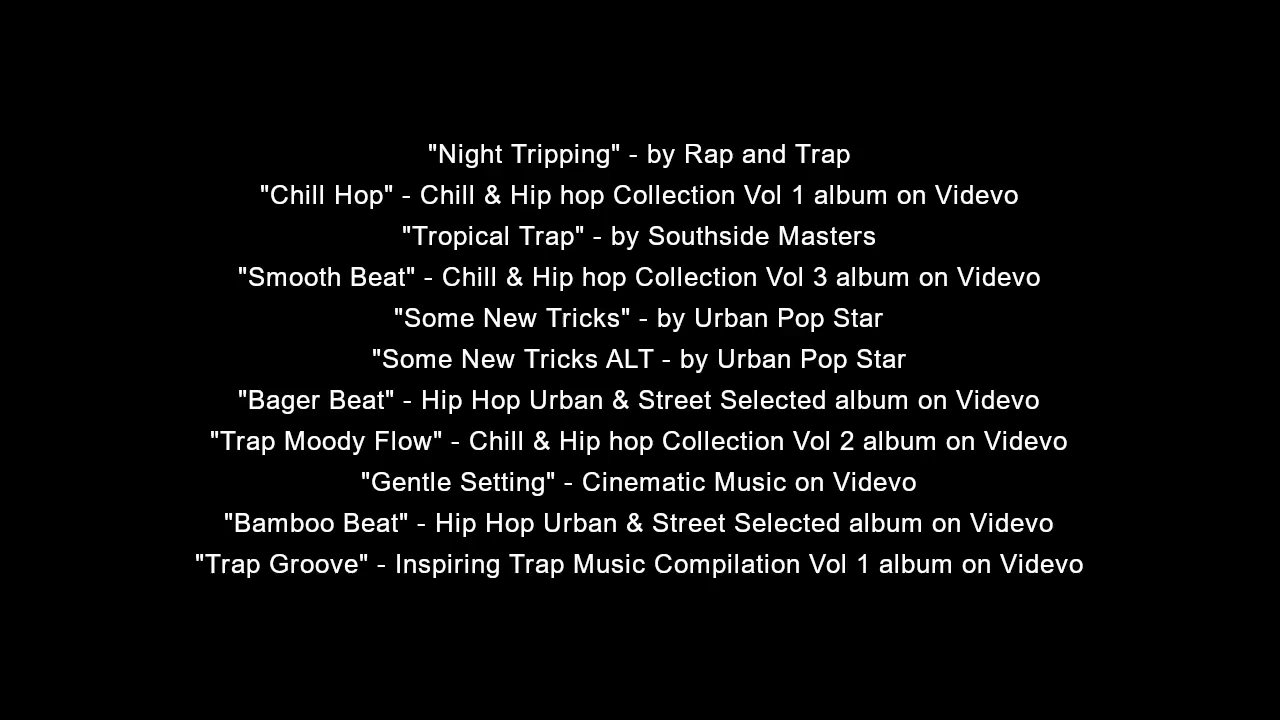 "Night Tripping" - by Rap and Trap
"Chill Hop" - Chill & Hip hop Collection Vol 1 album on Videvo
"Tropical Trap" - by Southside Masters
"Smooth Beat" - Chill & Hip hop Collection Vol 3 album on Videvo
"Some New Tricks" - by Urban Pop Star
"Some New Tricks ALT - by Urban Pop Star
"Bager Beat" - Hip Hop Urban & Street Selected album on Videvo
"Trap Moody Flow" - Chill & Hip hop Collection Vol 2 album on Videvo
"Gentle Setting" - Cinematic Music on Videvo
"Bamboo Beat" - Hip Hop Urban & Street Selected album on Videvo
"Trap Groove" - Inspiring Trap Music Compilation Vol 1 album on Videvo